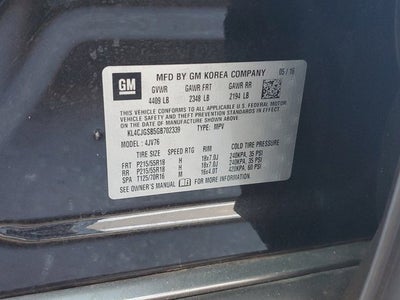 GM
MFD BY GM KOREA COMPANY 05 / 16
GVWR GAWR FRT GAWR RR
4409 LB 2348 LB 2194 LB
THIS VEHICLE CONFORMS TO ALL APPLICABLE U.S. FEDERAL MOTOR
VEHICLE SAFETY, BUMPER, AND THEFT PREVENTION STANDARDS
IN EFFECT ON THE DATE OF MANUFACTURE SHOWN ABOVE.
KL4CJGSB5GB702339 TYPE: MPV
MODEL : 4JV76
TIRE SIZE SPEED RTG RIM COLD TIRE PRESSURE
FRT P215/55R18 H 18x7.0J 240KPA, 35 PSI
RR P215/55R18 H 18x7.0J 240KPA, 35 PSI
SPA T125/70R16 M 16x4.0T 420KPA, 60 PSI
SEE OWNER'S MANUAL FOR ADDITIONAL INFORMATION